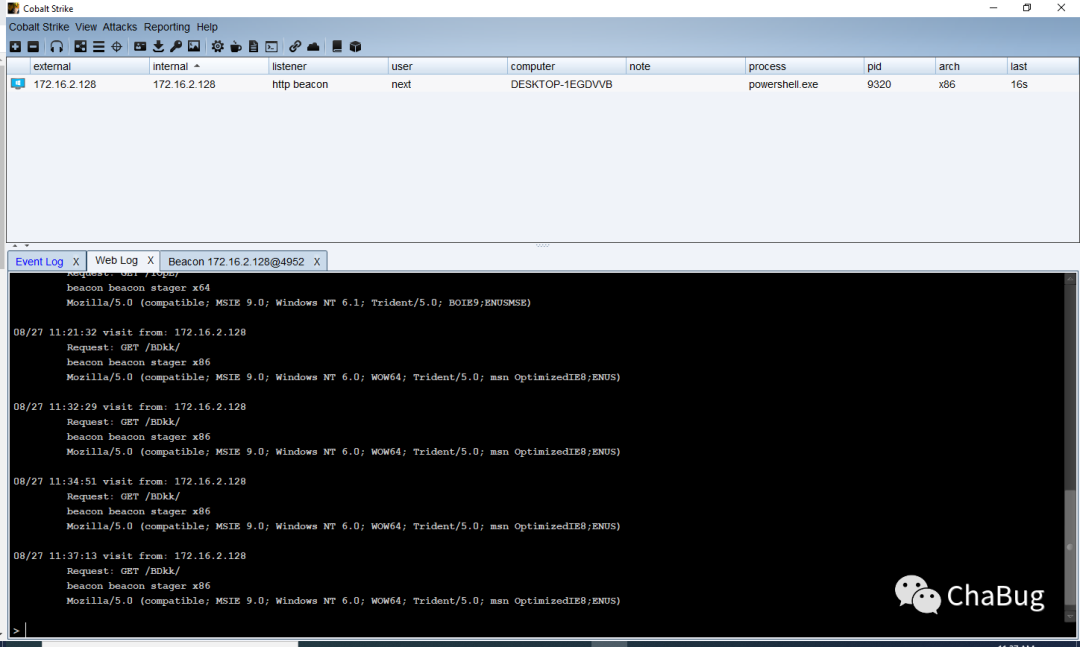 Cobalt Strike
Cobalt Strike View Attacks Reporting Help
external internal listener user computer note process pid arch last
172.16.2.128 172.16.2.128 http beacon next DESKTOP-1EGDVVB powershell.exe 9320 x86 16s
Event Log X Web Log X Beacon 172.16.2.128@4952 X
Request: GET
beacon beacon stager x64
Mozilla/5.0 (compatible; MSIE 9.0; Windows NT 6.1; Trident/5.0; BOIE9;ENUSMSE)
08/27 11:21:32 visit from: 172.16.2.128
Request: GET /BDkk/
beacon beacon stager x86
Mozilla/5.0 (compatible; MSIE 9.0; Windows NT 6.0; WOW64; Trident/5.0; msn OptimizedIE8;ENUS)
08/27 11:32:29 visit from: 172.16.2.128
Request: GET /BDkk/
beacon beacon stager x86
Mozilla/5.0 (compatible; MSIE 9.0; Windows NT 6.0; WOW64; Trident/5.0; msn OptimizedIE8;ENUS)
08/27 11:34:51 visit from: 172.16.2.128
Request: GET /BDkk/
beacon beacon stager x86
Mozilla/5.0 (compatible; MSIE 9.0; Windows NT 6.0; WOW64; Trident/5.0; msn OptimizedIE8;ENUS)
08/27 11:37:13 visit from: 172.16.2.128
Request: GET /BDkk/
beacon beacon stager x86
Mozilla/5.0 (compatible; MSIE 9.0; Windows NT 6.0; WOW64; Trident/5.0; msn OptimizedIE8;ENUS)
ChaBug
>